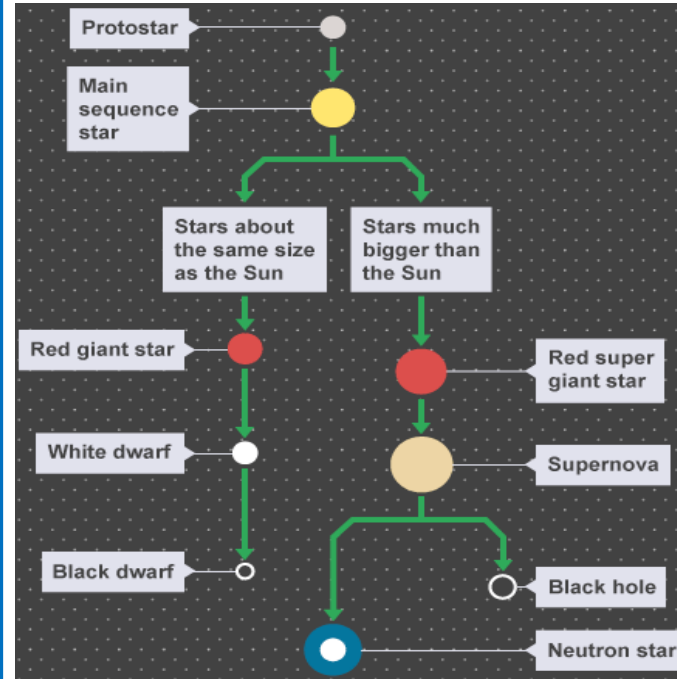 Protostar
Main
sequence
star
Stars about
the same size
as the Sun
Stars much
bigger than
the Sun
Red giant star
Red super
giant star
White dwarf
Supernova
Black dwarf
Black hole
Neutron star